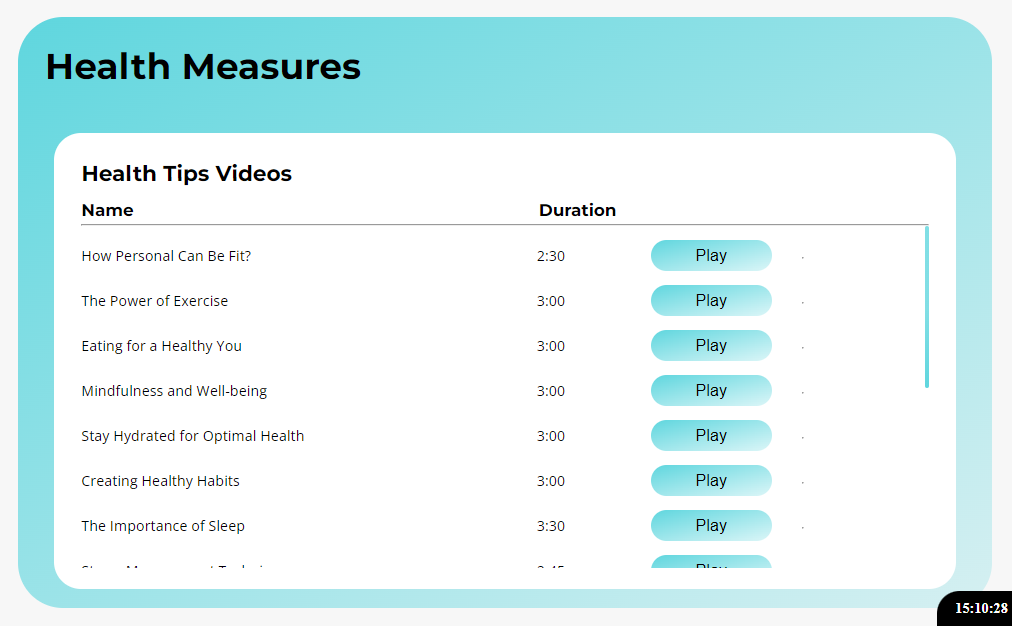 Health Measures
Health Tips Videos
Name Duration
How Personal Can Be Fit? 2:30 Play .
The Power of Exercise 3:00 Play .
Eating for a Healthy You 3:00 Play .
Mindfulness and Well-being 3:00 Play .
Stay Hydrated for Optimal Health 3:00 Play .
Creating Healthy Habits 3:00 Play .
The Importance of Sleep 3:30 Play .
Play
15:10:28